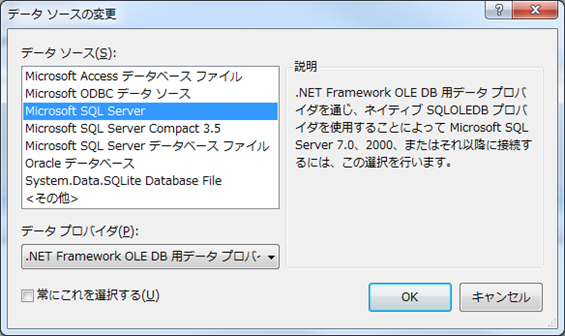 データ ソースの変更
データ ソース(S):
Microsoft Access データベース ファイル
Microsoft ODBC データ ソース
Microsoft SQL Server
Microsoft SQL Server Compact 3.5
Microsoft SQL Server データベース ファイル
Oracle データベース
System.Data.SQLite Database File
<その他>
説明
.NET Framework OLE DB 用データ プロバ
イダを通じ、ネイティブ SQLOLEDB プロバ
イダを使用することによって Microsoft SQL
Server 7.0、2000、またはそれ以降に接続す
るには、この選択を行います。
データ プロバイダ(P):
.NET Framework OLE DB 用データ プロバイ
常にこれを選択する(U)
OK
キャンセル